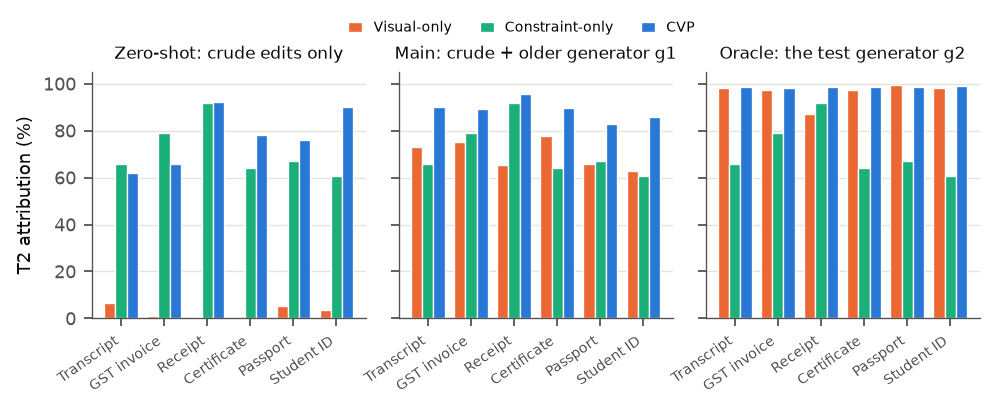 Visual-only Constraint-only CVP
Zero-shot: crude edits only
Main: crude + older generator g1
Oracle: the test generator g2
T2 attribution (%)
100
80
60
40
20
0
Transcript
GST invoice
Receipt
Certificate
Passport
Student ID
Transcript
GST invoice
Receipt
Certificate
Passport
Student ID
Transcript
GST invoice
Receipt
Certificate
Passport
Student ID